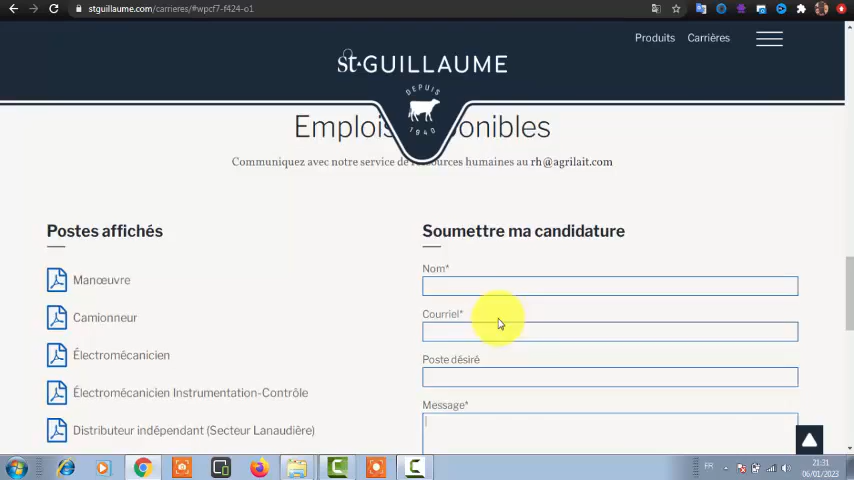 stguillaume.com/carrieres/#wpcf7-f424-o1
Produits
Carrières
st-GUILLAUME
DEPUIS
1940
Emplois
onibles
Communiquez avec notre service de ressources humaines au rh@agrilait.com
Postes affichés
Manœuvre
Camionneur
Électromécanicien
Électromécanicien Instrumentation-Contrôle
Distributeur indépendant (Secteur Lanaudière)
Soumettre ma candidature
Nom*
Courriel*
Poste désiré
Message*
FR
21:31
06/01/2023